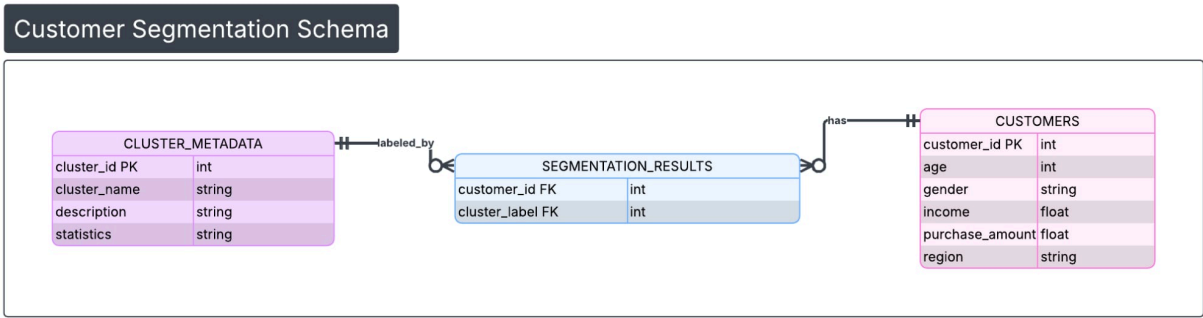 Customer Segmentation Schema
CLUSTER_METADATA
cluster_id PK int
cluster_name string
description string
statistics string
labeled_by
SEGMENTATION_RESULTS
customer_id FK int
cluster_label FK int
has
CUSTOMERS
customer_id PK int
age int
gender string
income float
purchase_amount float
region string